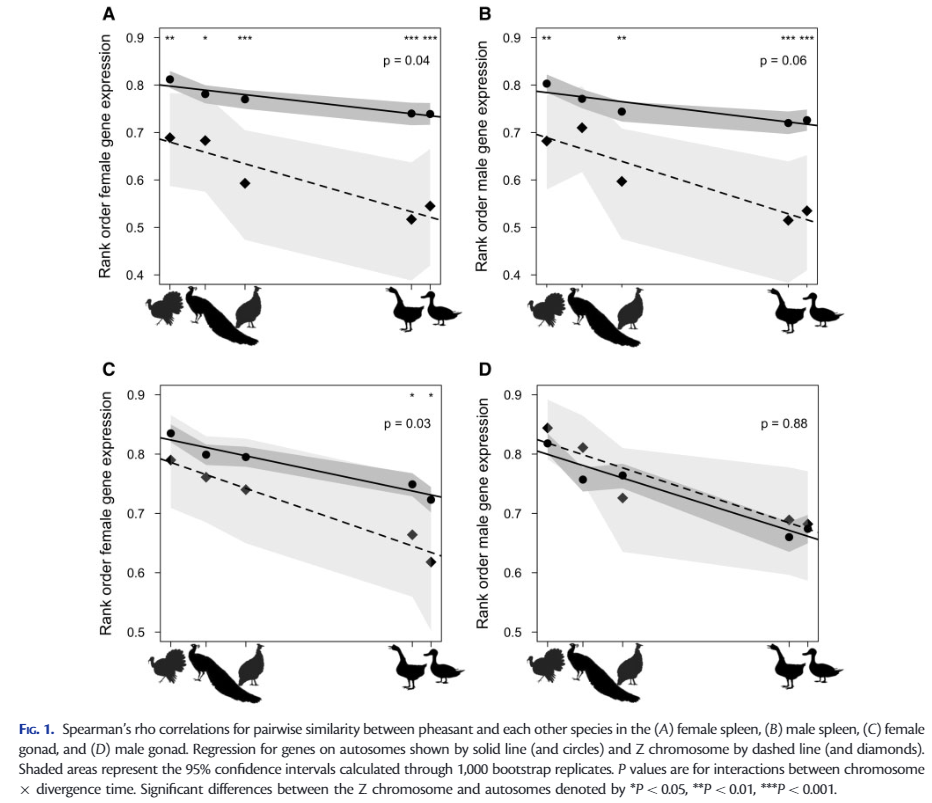 A
B
** * *** *** ***
** ** *** ***
p = 0.04
p = 0.06
0.9
0.8
0.7
0.6
0.5
0.4
Rank order female gene expression
0.9
0.8
0.7
0.6
0.5
0.4
Rank order male gene expression
C
D
* *
p = 0.03
p = 0.88
0.9
0.8
0.7
0.6
0.5
Rank order female gene expression
0.9
0.8
0.7
0.6
0.5
Rank order male gene expression
FIG. 1. Spearman's rho correlations for pairwise similarity between pheasant and each other species in the (A) female spleen, (B) male spleen, (C) female
gonad, and (D) male gonad. Regression for genes on autosomes shown by solid line (and circles) and Z chromosome by dashed line (and diamonds).
Shaded areas represent the 95% confidence intervals calculated through 1,000 bootstrap replicates. P values are for interactions between chromosome
× divergence time. Significant differences between the Z chromosome and autosomes denoted by *P < 0.05, **P < 0.01, ***P < 0.001.